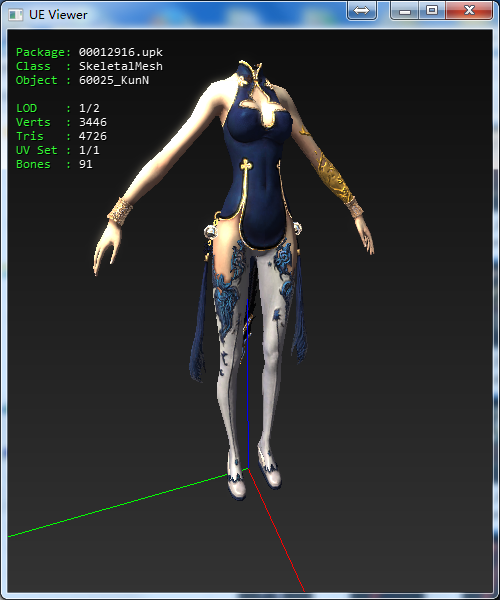 UE Viewer
Package: 00012916.upk
Class : SkeletalMesh
Object : 60025_KunN
LOD : 1/2
Verts : 3446
Tris : 4726
UV Set : 1/1
Bones : 91